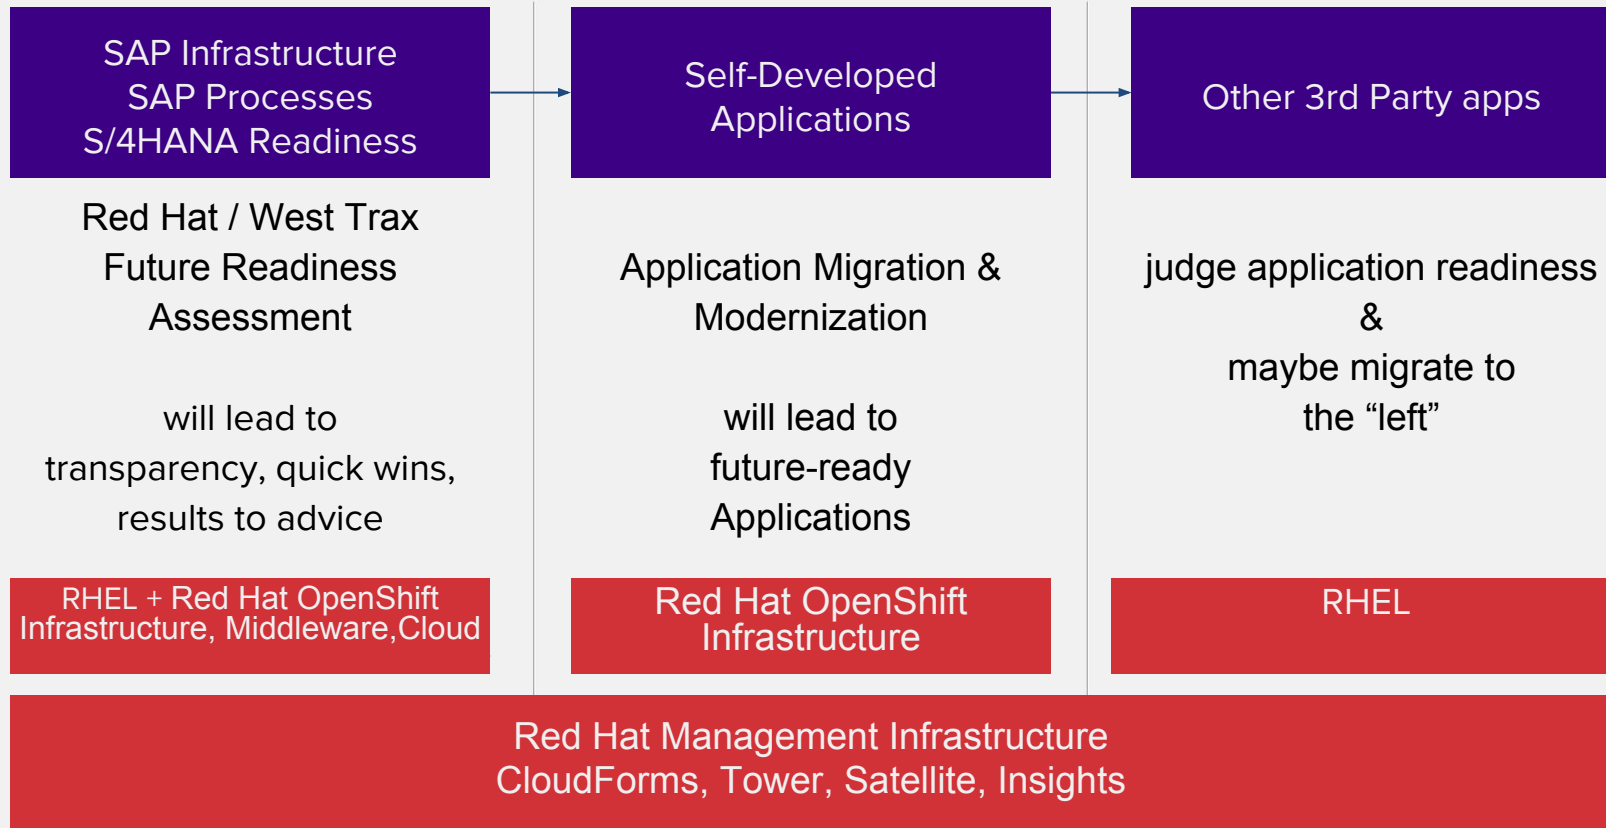 SAP Infrastructure
SAP Processes
S/4HANA Readiness
Self-Developed
Applications
Other 3rd Party apps
Red Hat / West Trax
Future Readiness
Assessment
will lead to
transparency, quick wins,
results to advice
Application Migration &
Modernization
will lead to
future-ready
Applications
judge application readiness
&
maybe migrate to
the “left”
RHEL + Red Hat OpenShift
Infrastructure, Middleware,Cloud
Red Hat OpenShift
Infrastructure
RHEL
Red Hat Management Infrastructure
CloudForms, Tower, Satellite, Insights